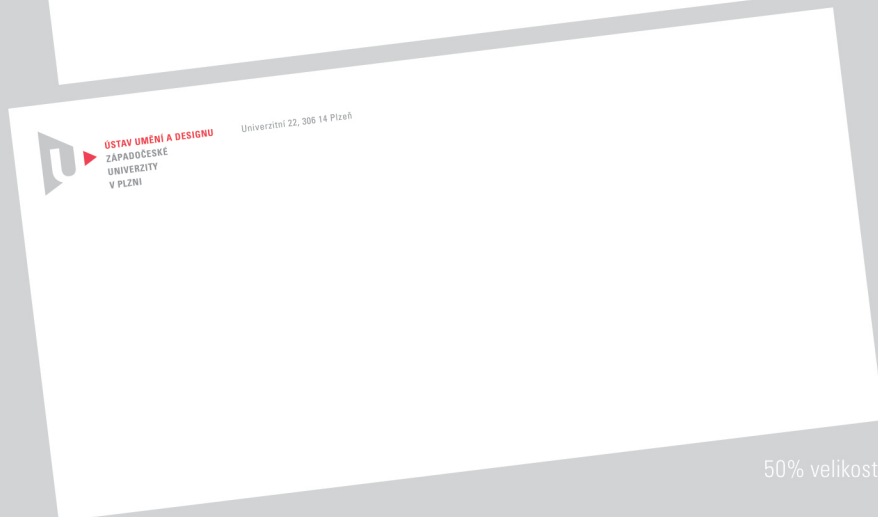 ÚSTAV UMĚNÍ A DESIGNU
ZÁPADOČESKÉ
UNIVERZITY
V PLZNI
Univerzitní 22, 306 14 Plzeň
50% velikost